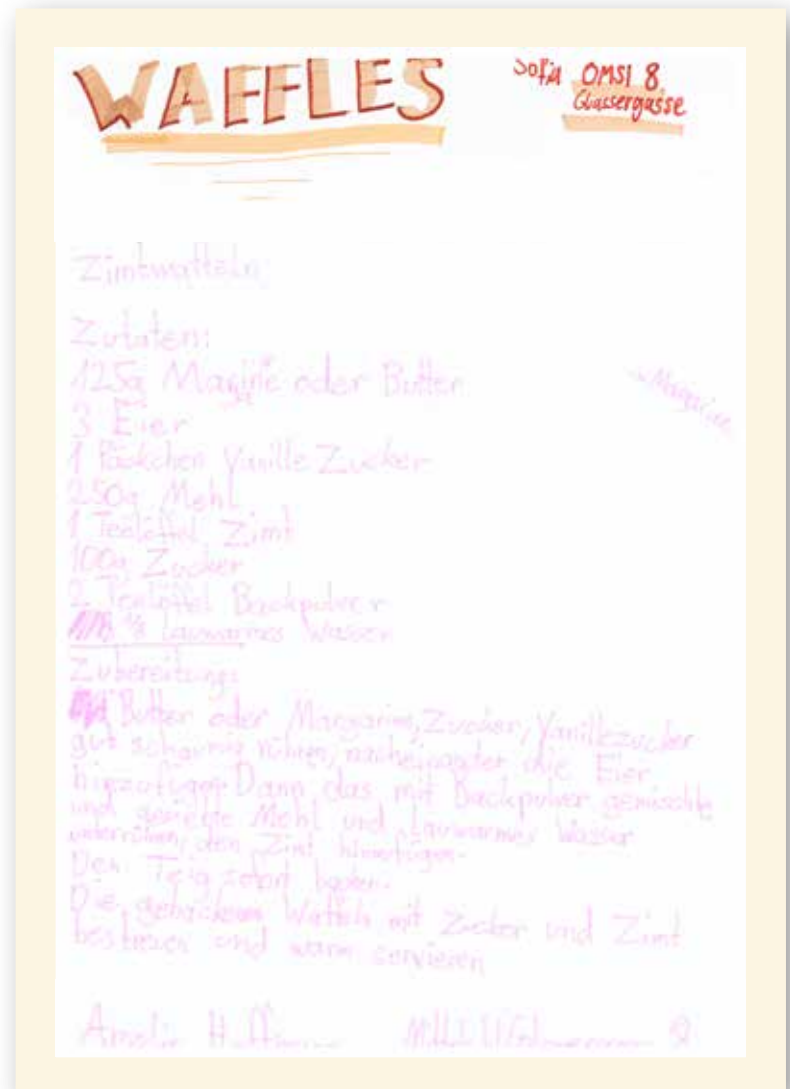 WAFFLES
Sofia OMSI 8
Glassergasse
Zimtwaffeln:
Zutaten:
125g Magarine oder Butter
Margarine
3 Eier
1 Päckchen Vanille Zucker
250g Mehl
1 Teelöffel Zimt
100g Zucker
2 Teelöffel Backpulver
1/8 lauwarmes Wasser
Zubereitung:
Butter oder Margarine, Zucker, Vanillezucker
gut schaumig rühren, nacheinander die Eier
hinzufügen Dann das mit Backpulver gemischte
und gesiebte Mehl und lauwarmes Wasser
unterrühren, den Zimt hinzufügen.
Den Teig sofort backen.
Die gebackenen Waffeln mit Zucker und Zimt
bestreuen und warm servieren
Amelie